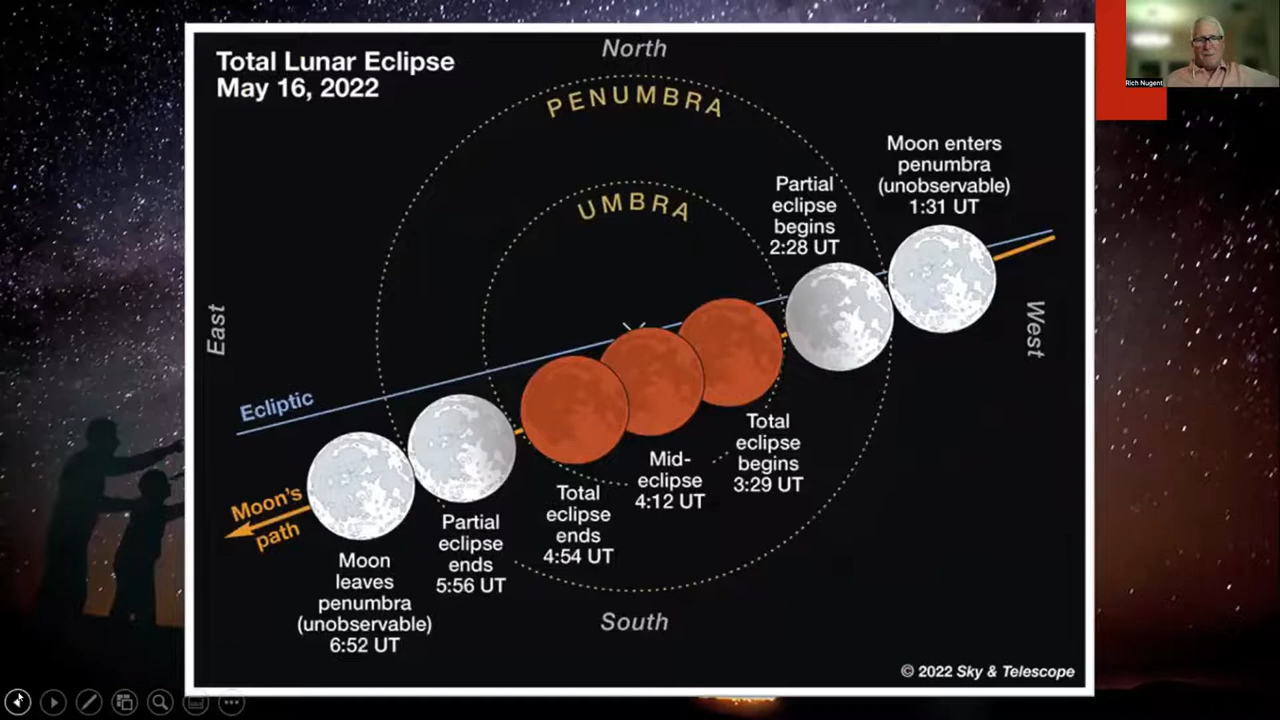 Total Lunar Eclipse
May 16, 2022
North
PENUMBRA
UMBRA
Moon enters
penumbra
(unobservable)
1:31 UT
Partial
eclipse
begins
2:28 UT
East
West
Ecliptic
Total
eclipse
begins
3:29 UT
Mid-
eclipse
4:12 UT
Total
eclipse
ends
4:54 UT
Partial
eclipse
ends
5:56 UT
Moon's
path
Moon
leaves
penumbra
(unobservable)
6:52 UT
South
© 2022 Sky & Telescope
Rich Nugent